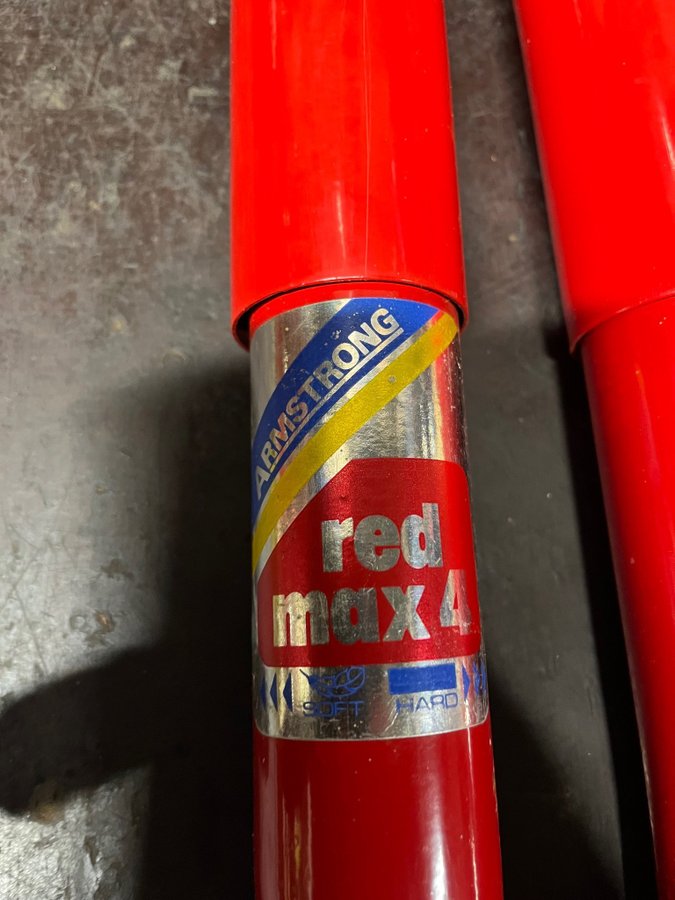 ARMSTRONG
red
max 4
SOFT HARD